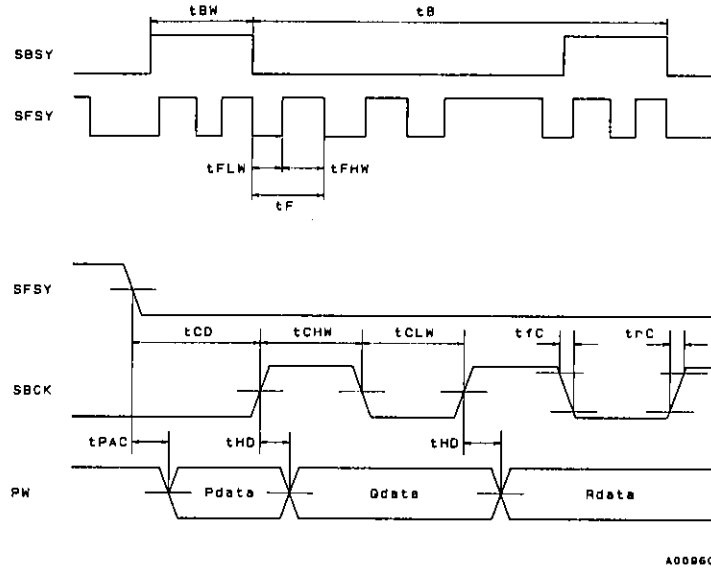 tBW tB
SBSY
SFSY
tFLW tFHW
tF
SFSY
tCD tCHW tCLW tfC trC
SBCK
tPAC tHD tHD
PW Pdata Qdata Rdata
A00960